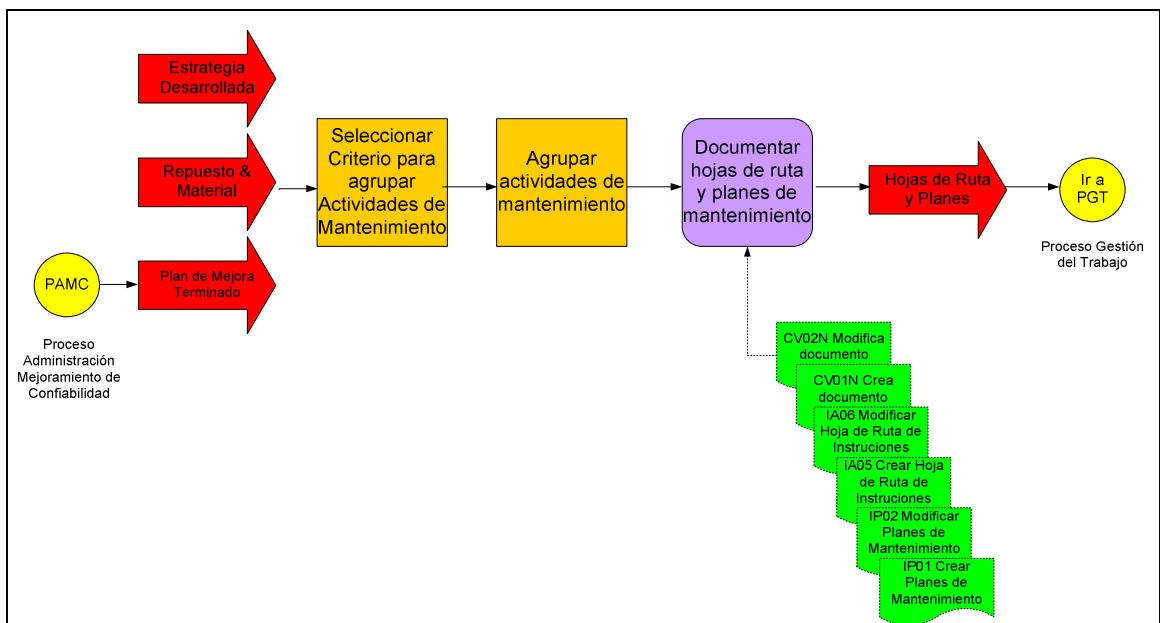 Estrategia
Desarrollada
Repuesto &
Material
PAMC
Plan de Mejora
Terminado
Proceso
Administración
Mejoramiento de
Confiabilidad
Seleccionar
Criterio para
agrupar
Actividades de
Mantenimiento
Agrupar
actividades de
mantenimiento
Documentar
hojas de ruta
y planes de
mantenimiento
Hojas de Ruta
y Planes
Ir a
PGT
Proceso Gestión
del Trabajo
CV02N Modifica
documento
CV01N Crea
documento
IA06 Modificar
Hoja de Ruta de
Instruciones
IA05 Crear Hoja
de Ruta de
Instruciones
IP02 Modificar
Planes de
Mantenimiento
IP01 Crear
Planes de
Mantenimiento